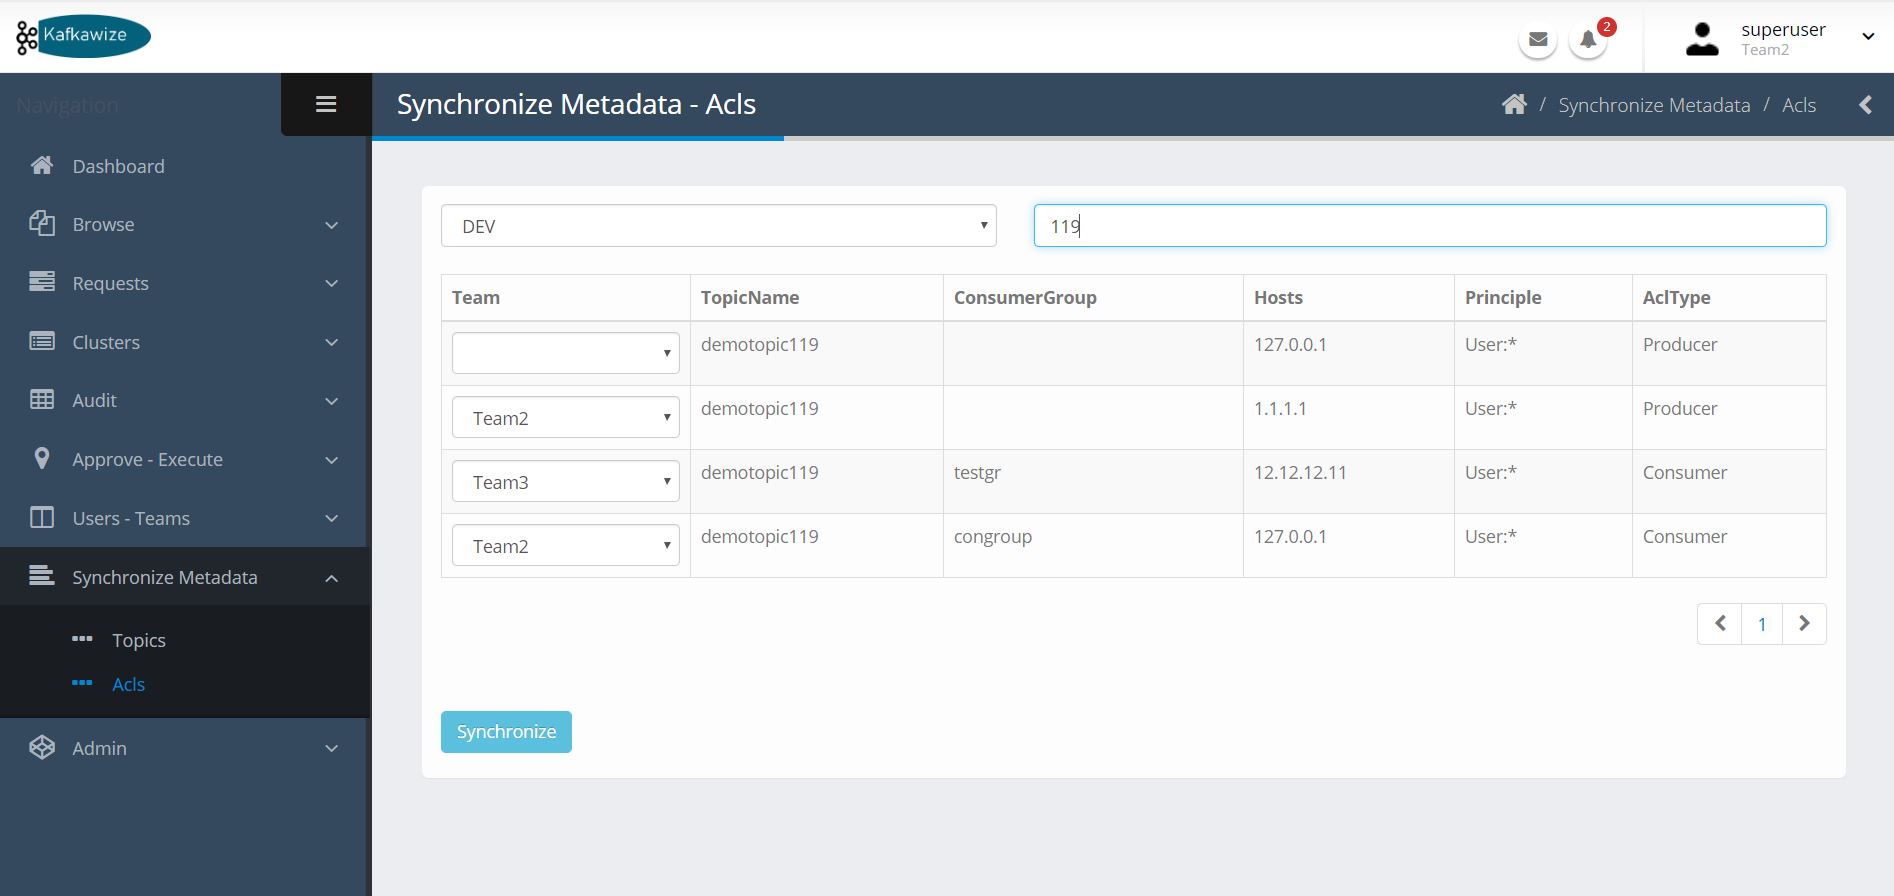 Kafkawize
2
superuser
Team2
Navigation
Synchronize Metadata - Acls
/ Synchronize Metadata / Acls
Dashboard
Browse
Requests
Clusters
Audit
Approve - Execute
Users - Teams
Synchronize Metadata
Topics
Acls
Admin
DEV
119
Team TopicName ConsumerGroup Hosts Principle AclType
demotopic119 127.0.0.1 User:* Producer
Team2 demotopic119 1.1.1.1 User:* Producer
Team3 demotopic119 testgr 12.12.12.11 User:* Consumer
Team2 demotopic119 congroup 127.0.0.1 User:* Consumer
1
Synchronize